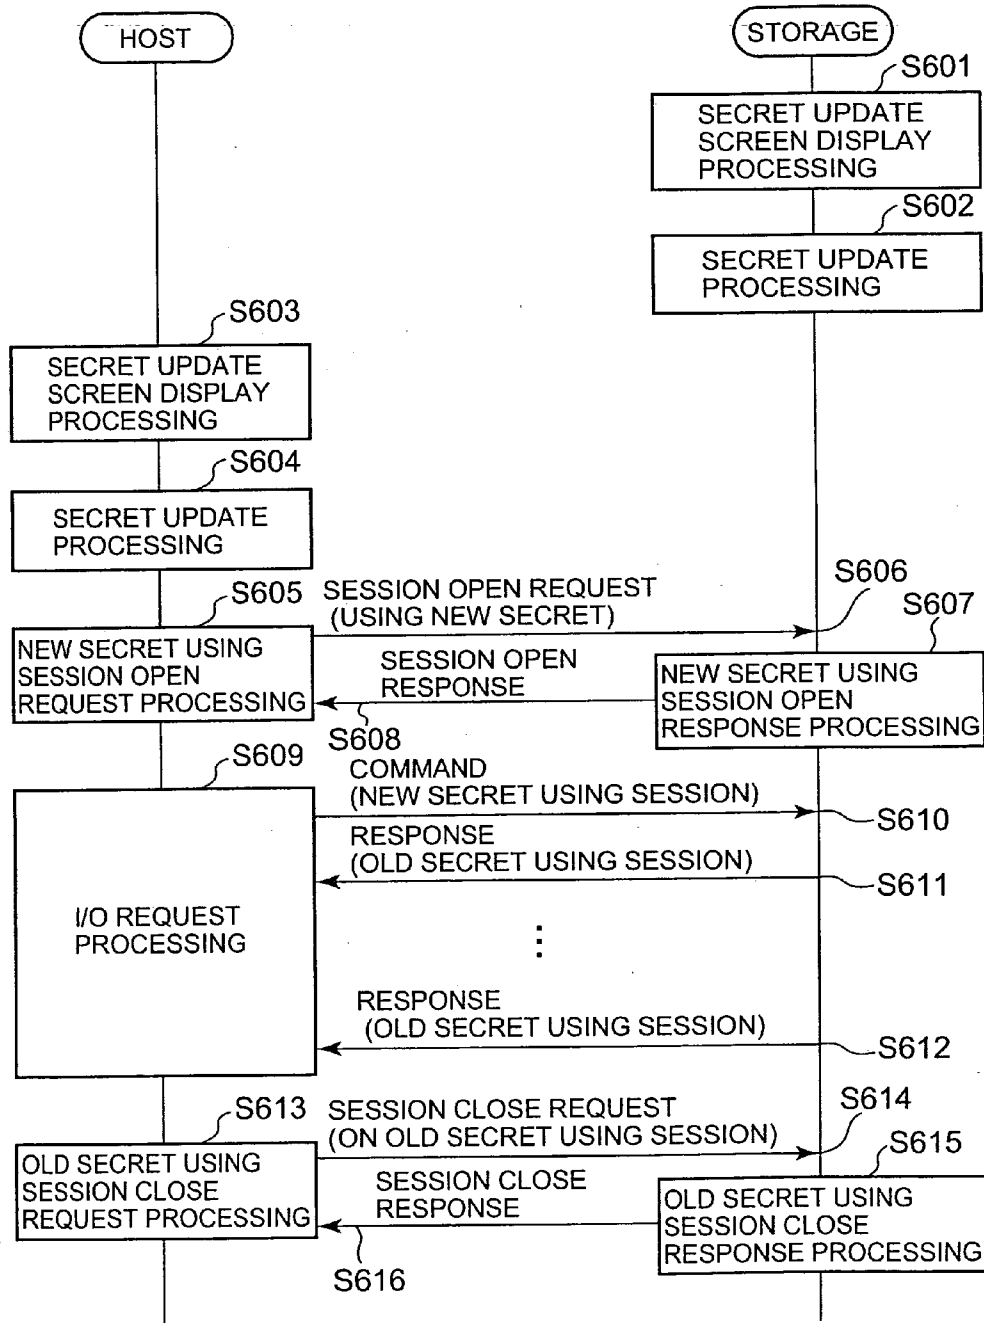 HOST
STORAGE
S601
SECRET UPDATE
SCREEN DISPLAY
PROCESSING
S602
SECRET UPDATE
PROCESSING
S603
SECRET UPDATE
SCREEN DISPLAY
PROCESSING
S604
SECRET UPDATE
PROCESSING
S605
SESSION OPEN REQUEST
(USING NEW SECRET)
S606
S607
NEW SECRET USING
SESSION OPEN
REQUEST PROCESSING
SESSION OPEN
RESPONSE
NEW SECRET USING
SESSION OPEN
RESPONSE PROCESSING
S608
S609
COMMAND
(NEW SECRET USING SESSION)
S610
RESPONSE
(OLD SECRET USING SESSION)
S611
I/O REQUEST
PROCESSING
RESPONSE
(OLD SECRET USING SESSION)
S612
S613
SESSION CLOSE REQUEST
(ON OLD SECRET USING SESSION)
S614
S615
OLD SECRET USING
SESSION CLOSE
REQUEST PROCESSING
SESSION CLOSE
RESPONSE
OLD SECRET USING
SESSION CLOSE
RESPONSE PROCESSING
S616